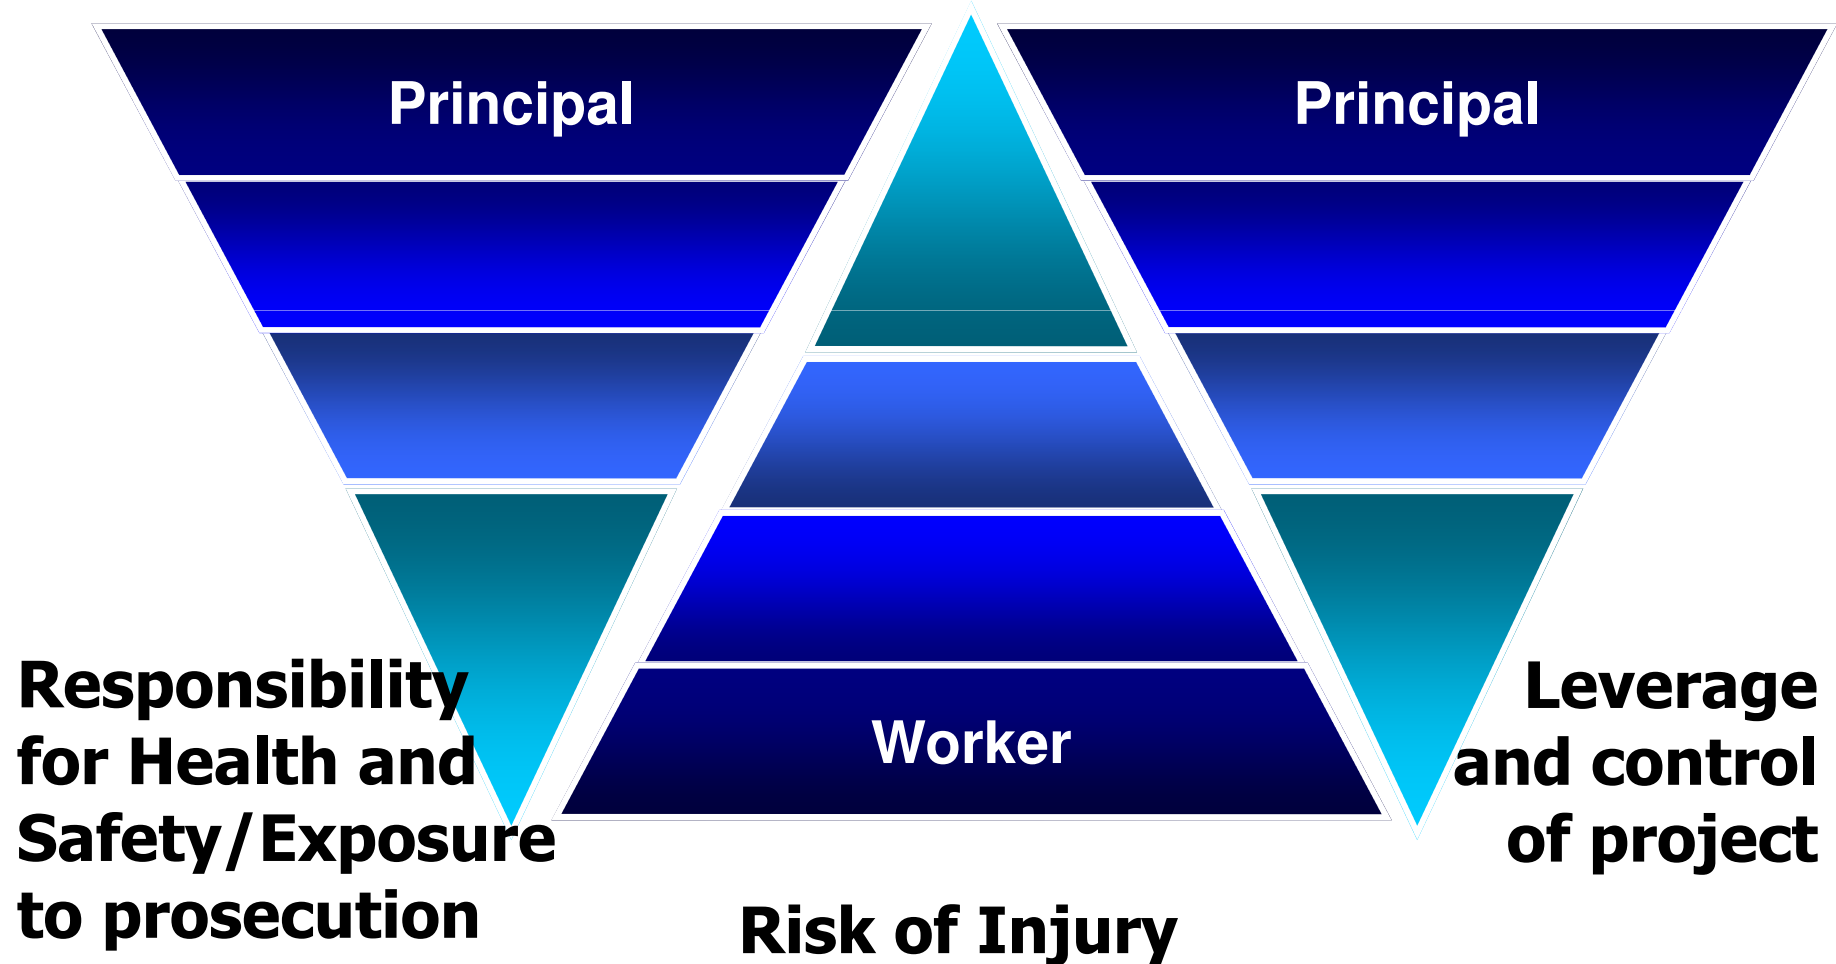 Principal
Principal
Worker
Responsibility
for Health and
Safety/Exposure
to prosecution
Risk of Injury
Leverage
and control
of project